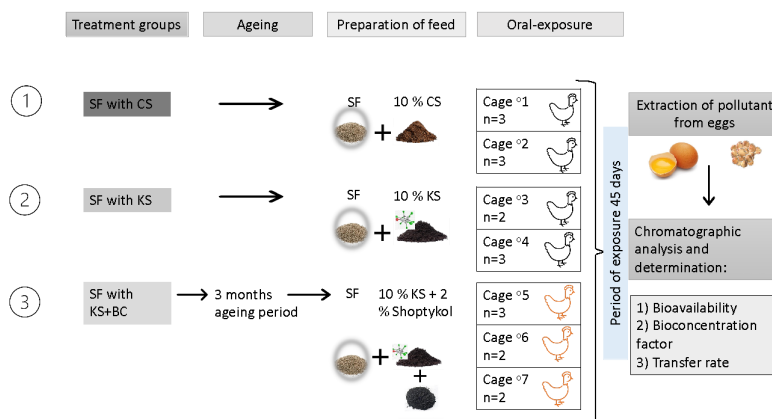 Treatment groups
Ageing
Preparation of feed
Oral-exposure
1
SF with CS
SF
10 % CS
+
Cage °1
n=3
Cage °2
n=3
2
SF with KS
SF
10 % KS
+
Cage °3
n=2
Cage °4
n=3
3
SF with
KS+BC
3 months
ageing period
SF
10 % KS + 2
% Shoptykol
+
+
Cage °5
n=3
Cage °6
n=2
Cage °7
n=2
Period of exposure 45 days
Extraction of pollutant
from eggs
Chromatographic
analysis and
determination:
1) Bioavailability
2) Bioconcentration
factor
3) Transfer rate